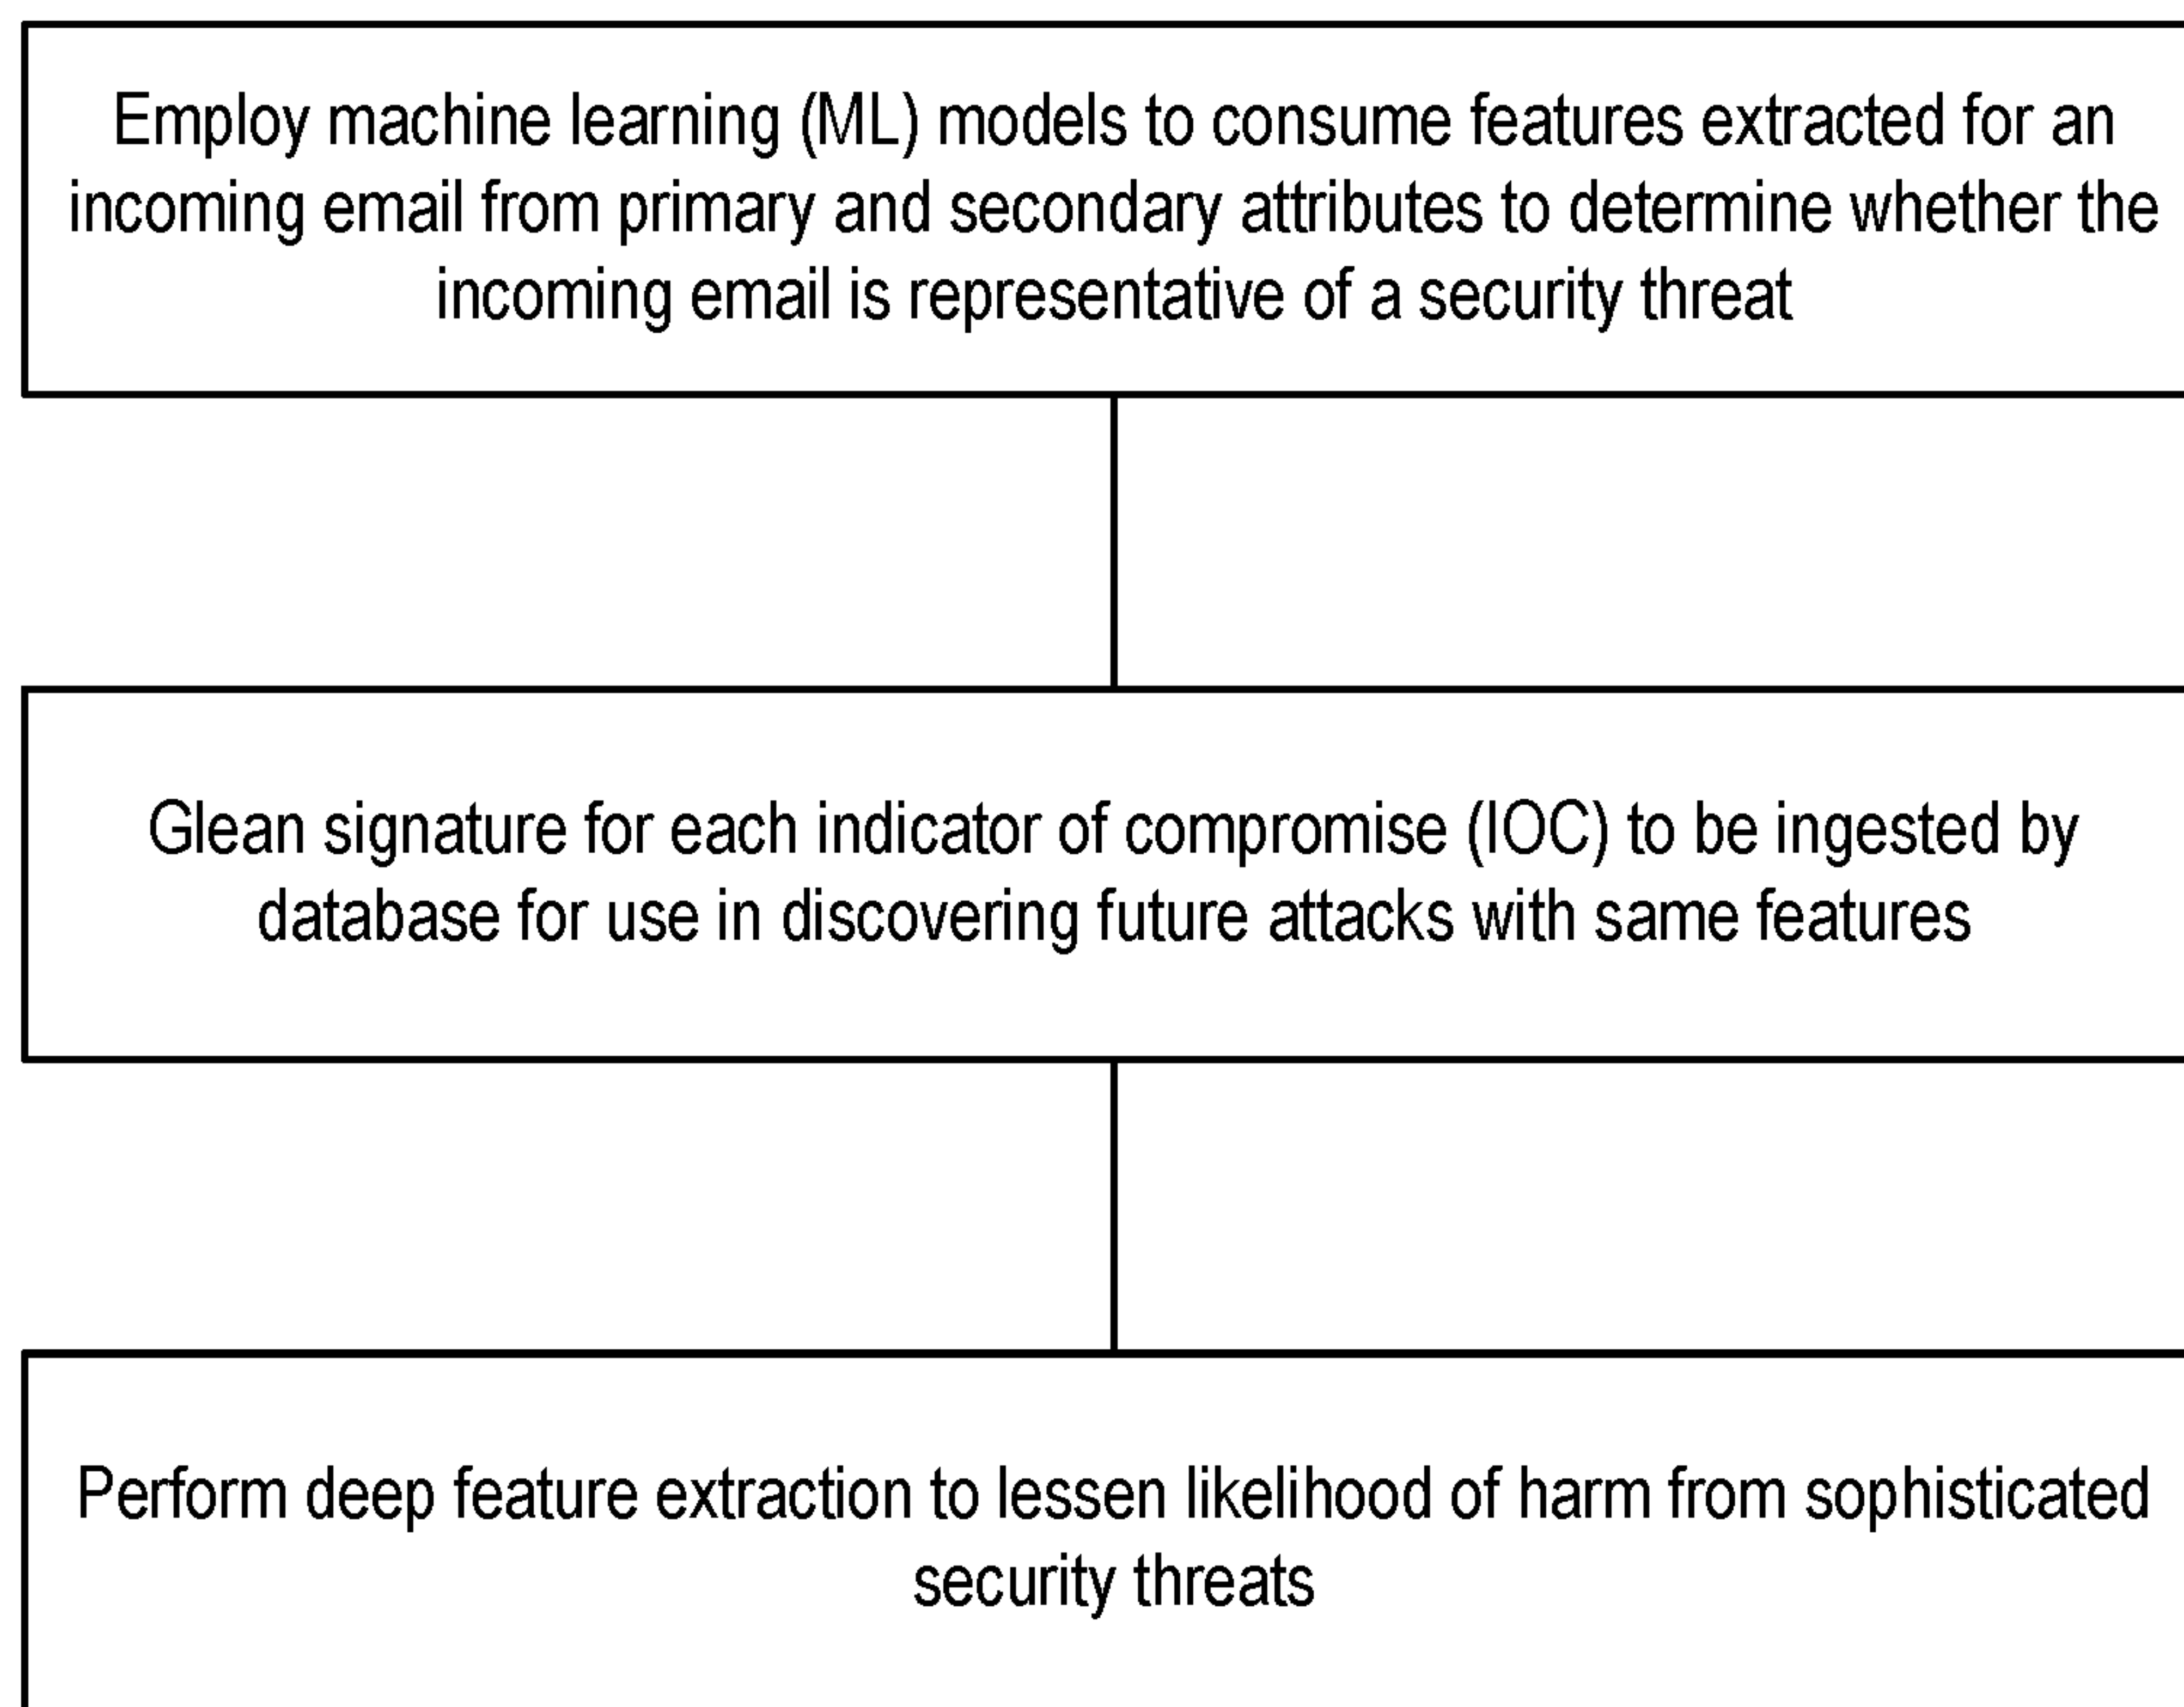 Employ machine learning (ML) models to consume features extracted for an
incoming email from primary and secondary attributes to determine whether the
incoming email is representative of a security threat
Glean signature for each indicator of compromise (IOC) to be ingested by
database for use in discovering future attacks with same features
Perform deep feature extraction to lessen likelihood of harm from sophisticated
security threats